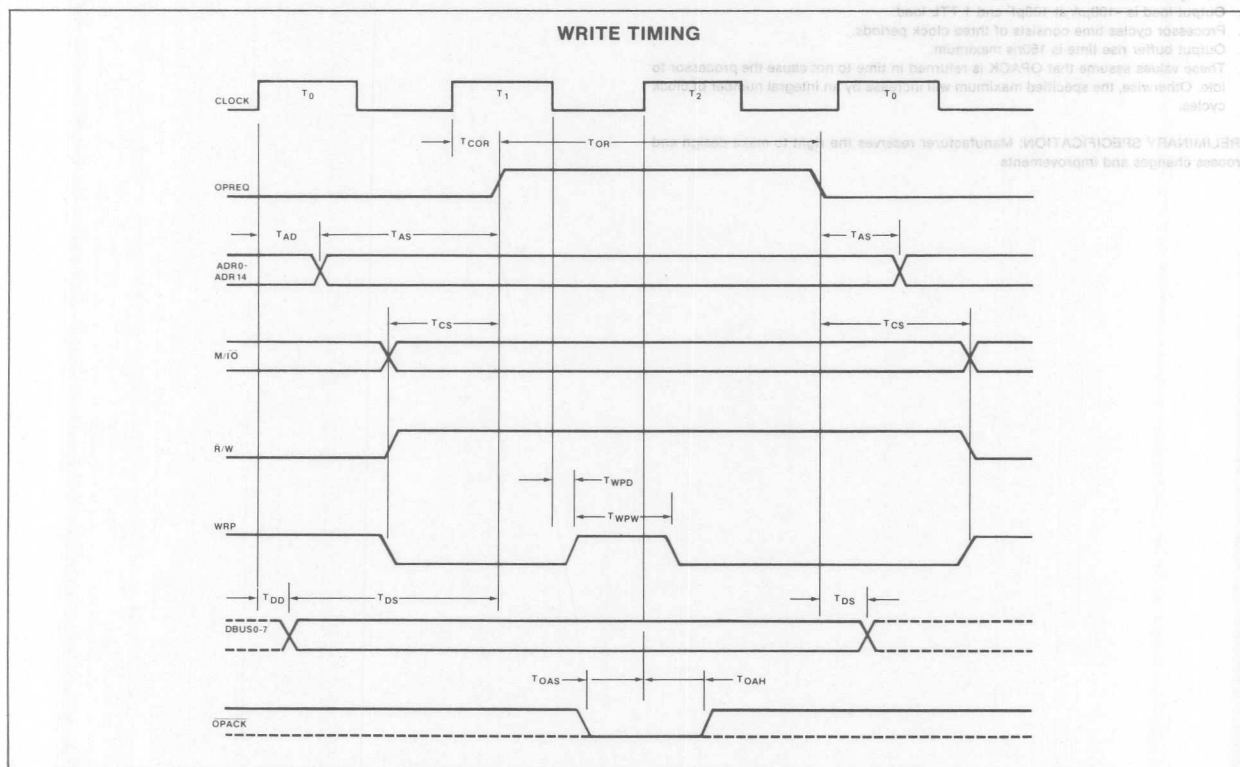 Output load is -100μA at 100pF and 1 TTL load.
Processor cycles time consists of three clock periods.
Output buffer rise time is 150ns maximum.
These values assume that OPACK is returned in time to not cause the processor to
idle. Otherwise, the specified maximum will increase by an integral number of clock
cycles.
RELIMINARY SPECIFICATION: Manufacturer reserves the right to make design and
rocess changes and improvements
WRITE TIMING
CLOCK T0 T1 T2 T0
TCOR TOR
OPREQ
TAD TAS TAS
ADR0-
ADR14
TCS TCS
M/IO
R/W
TWPD
TWPW
WRP
TDD TDS TDS
DBUS0-7
TOAS TOAH
OPACK